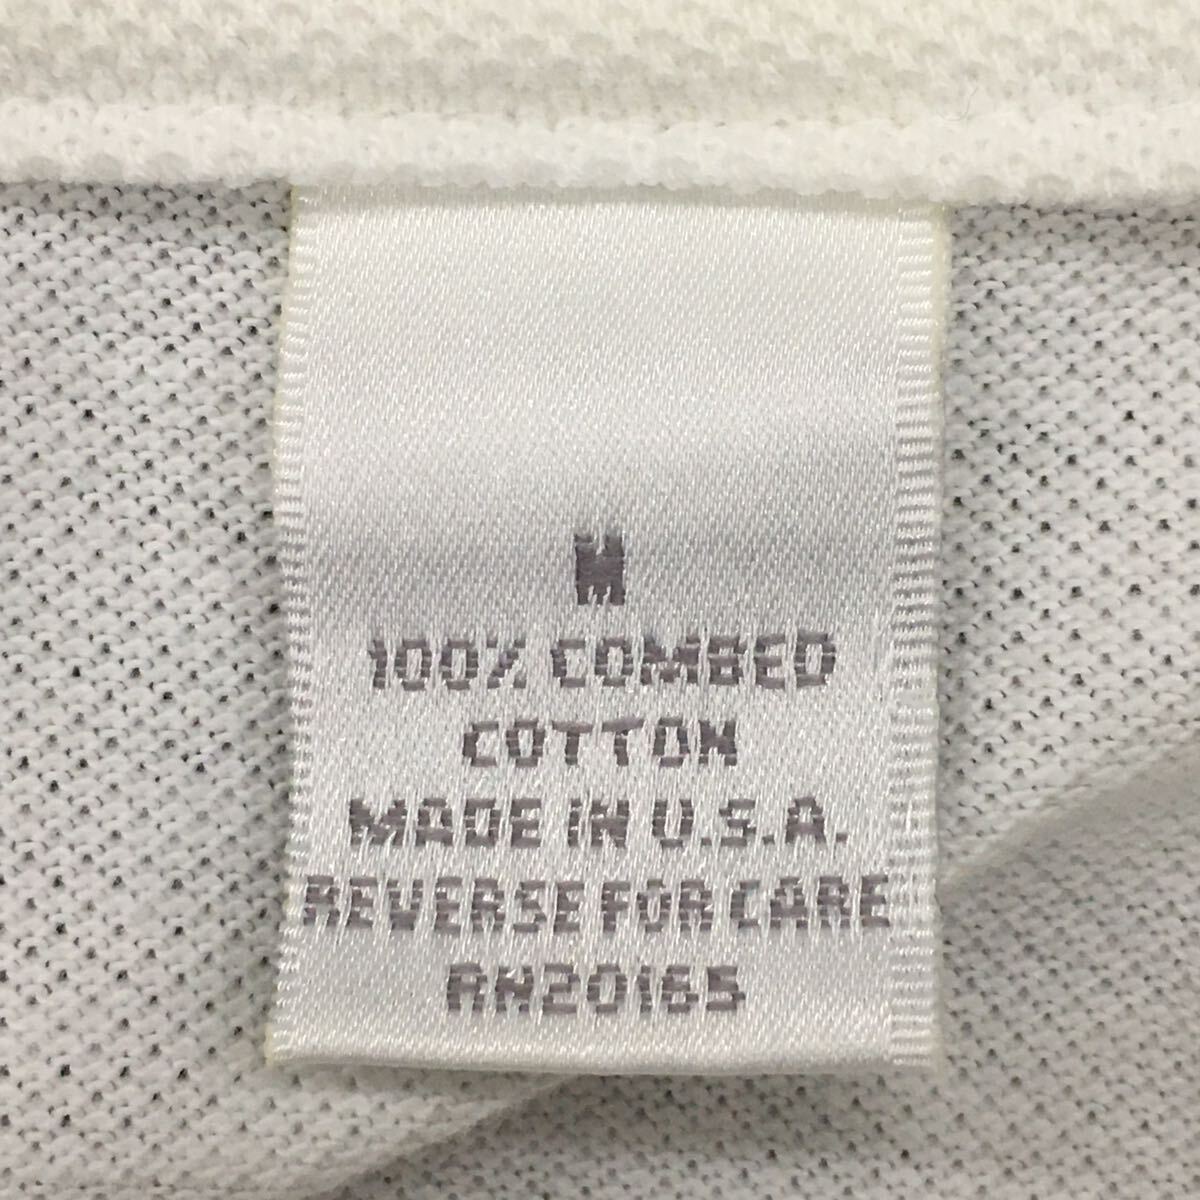 M
100% COMBED
COTTON
MADE IN U.S.A.
REVERSE FOR CARE
RN20165